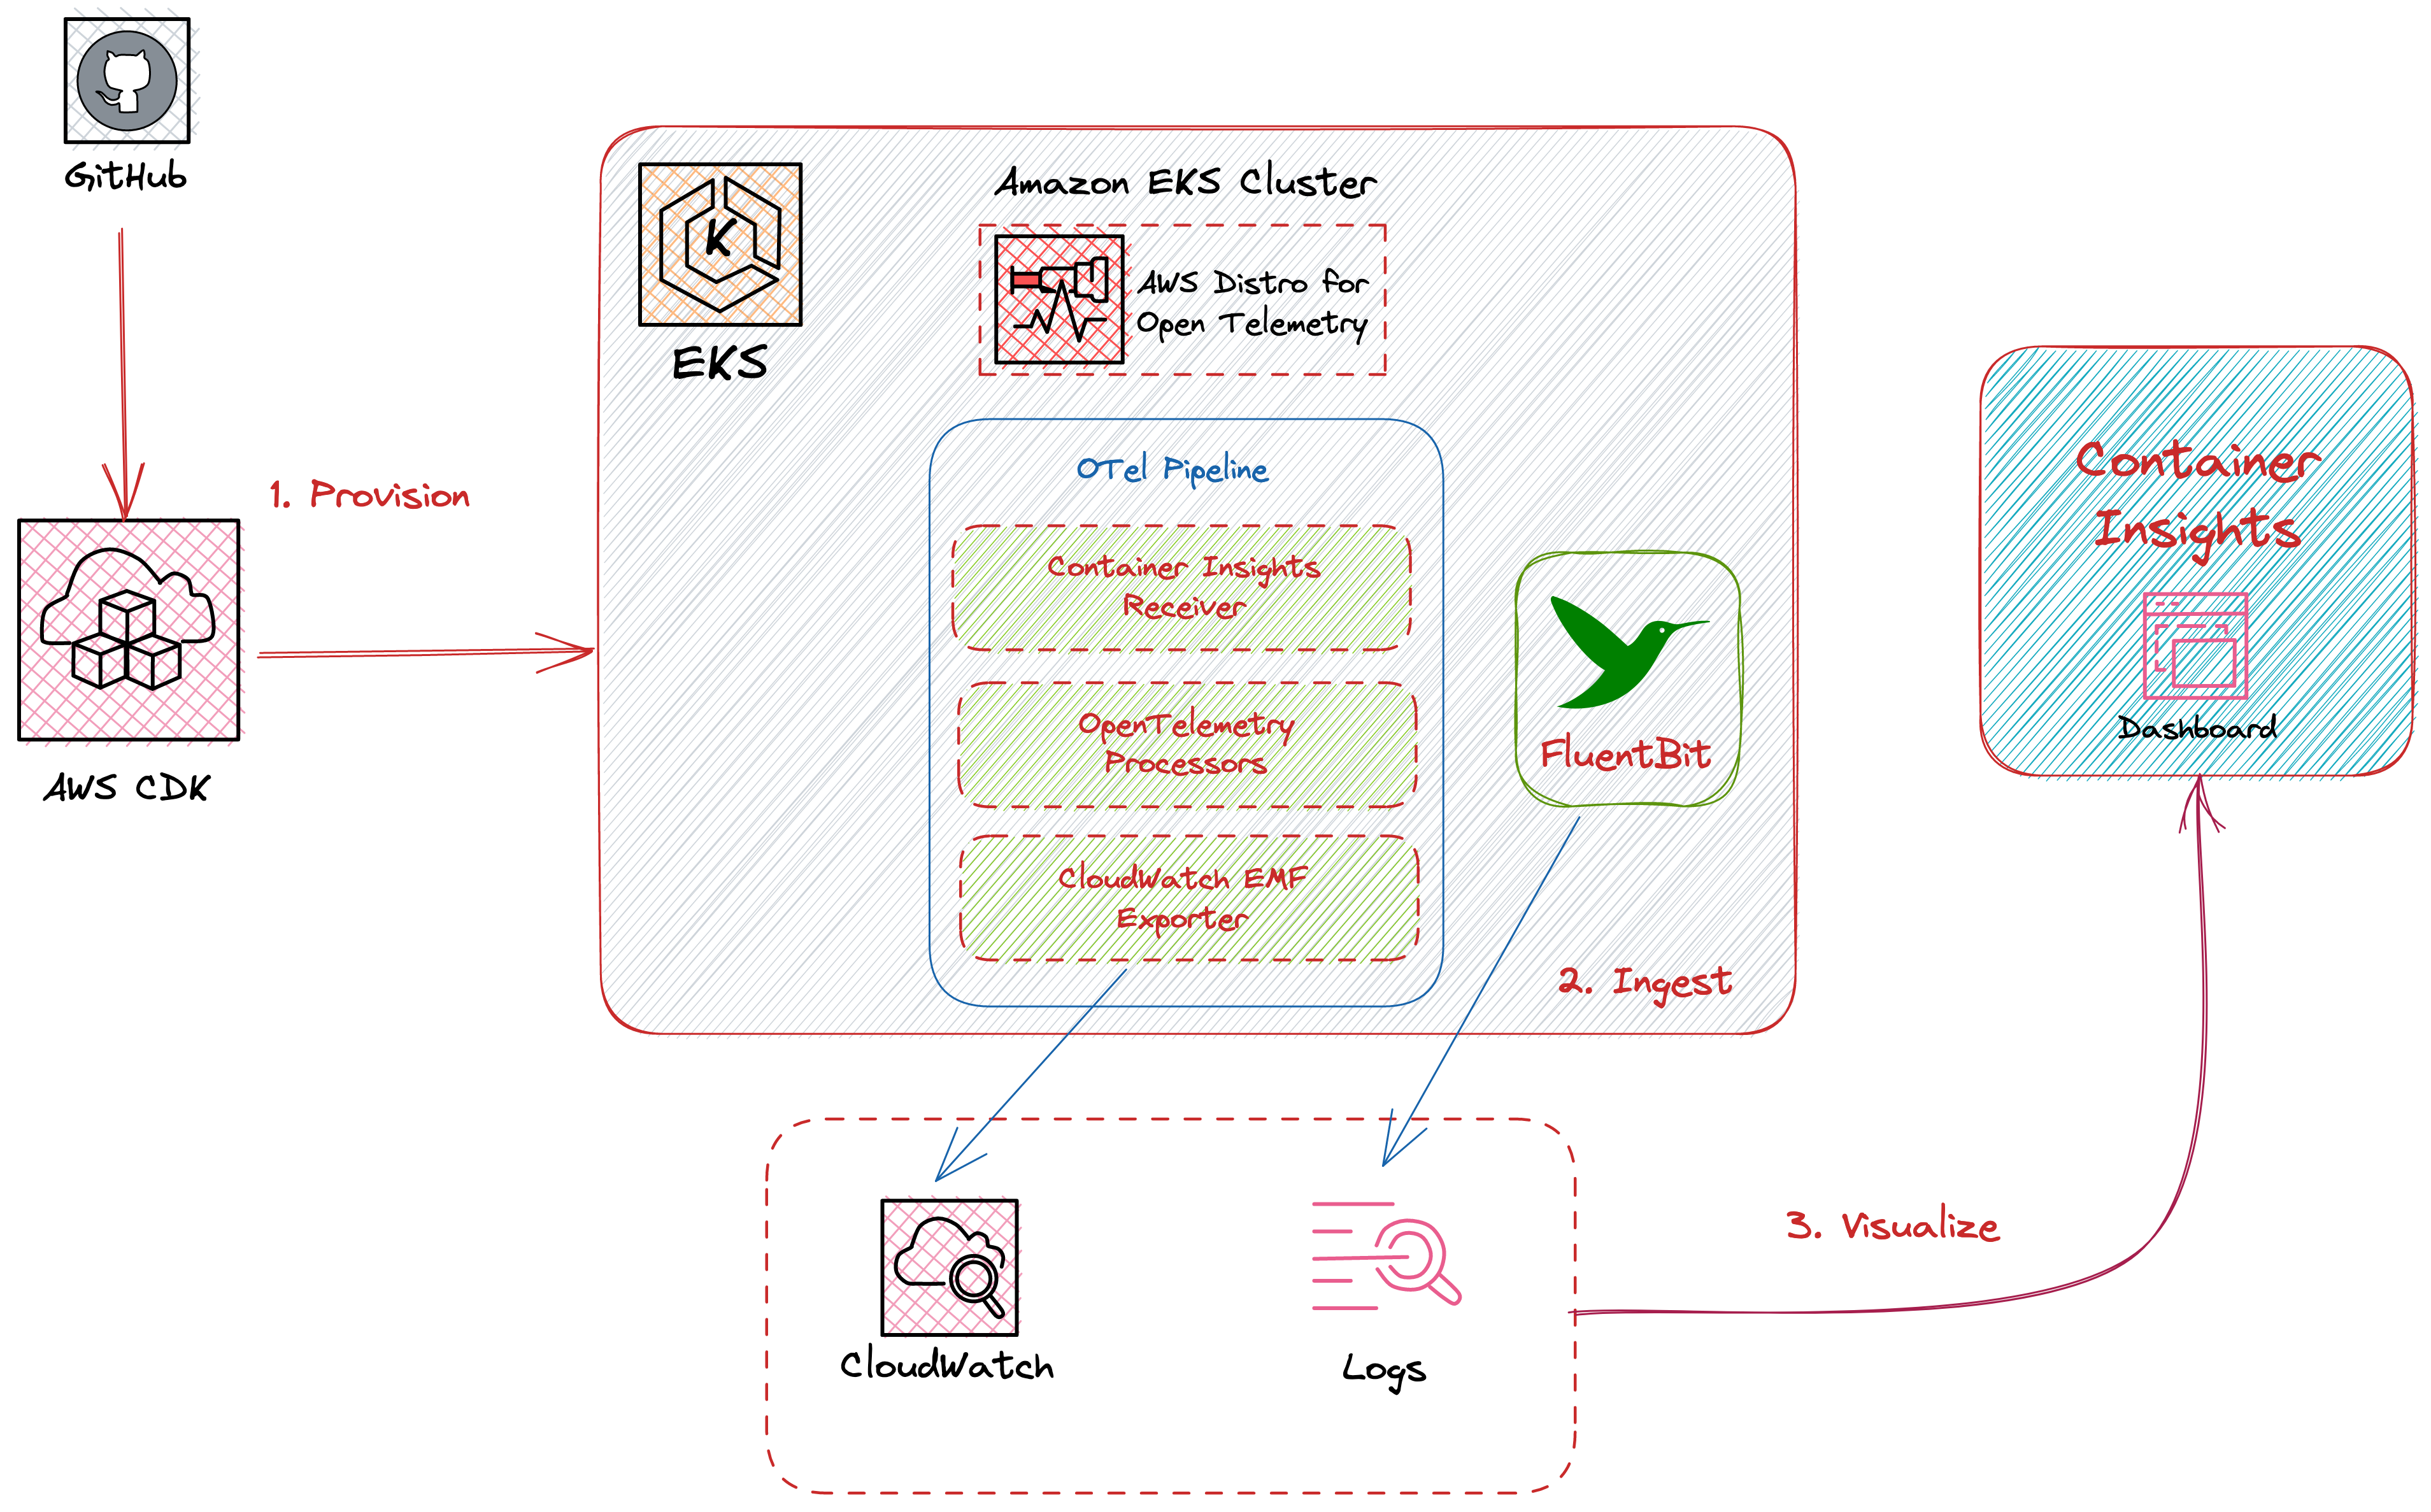 GitHub
1. Provision
AWS CDK
Amazon EKS Cluster
K
EKS
AWS Distro for
Open Telemetry
OTel Pipeline
Container Insights
Receiver
OpenTelemetry
Processors
CloudWatch EMF
Exporter
FluentBit
2. Ingest
CloudWatch
Logs
3. Visualize
Container
Insights
Dashboard